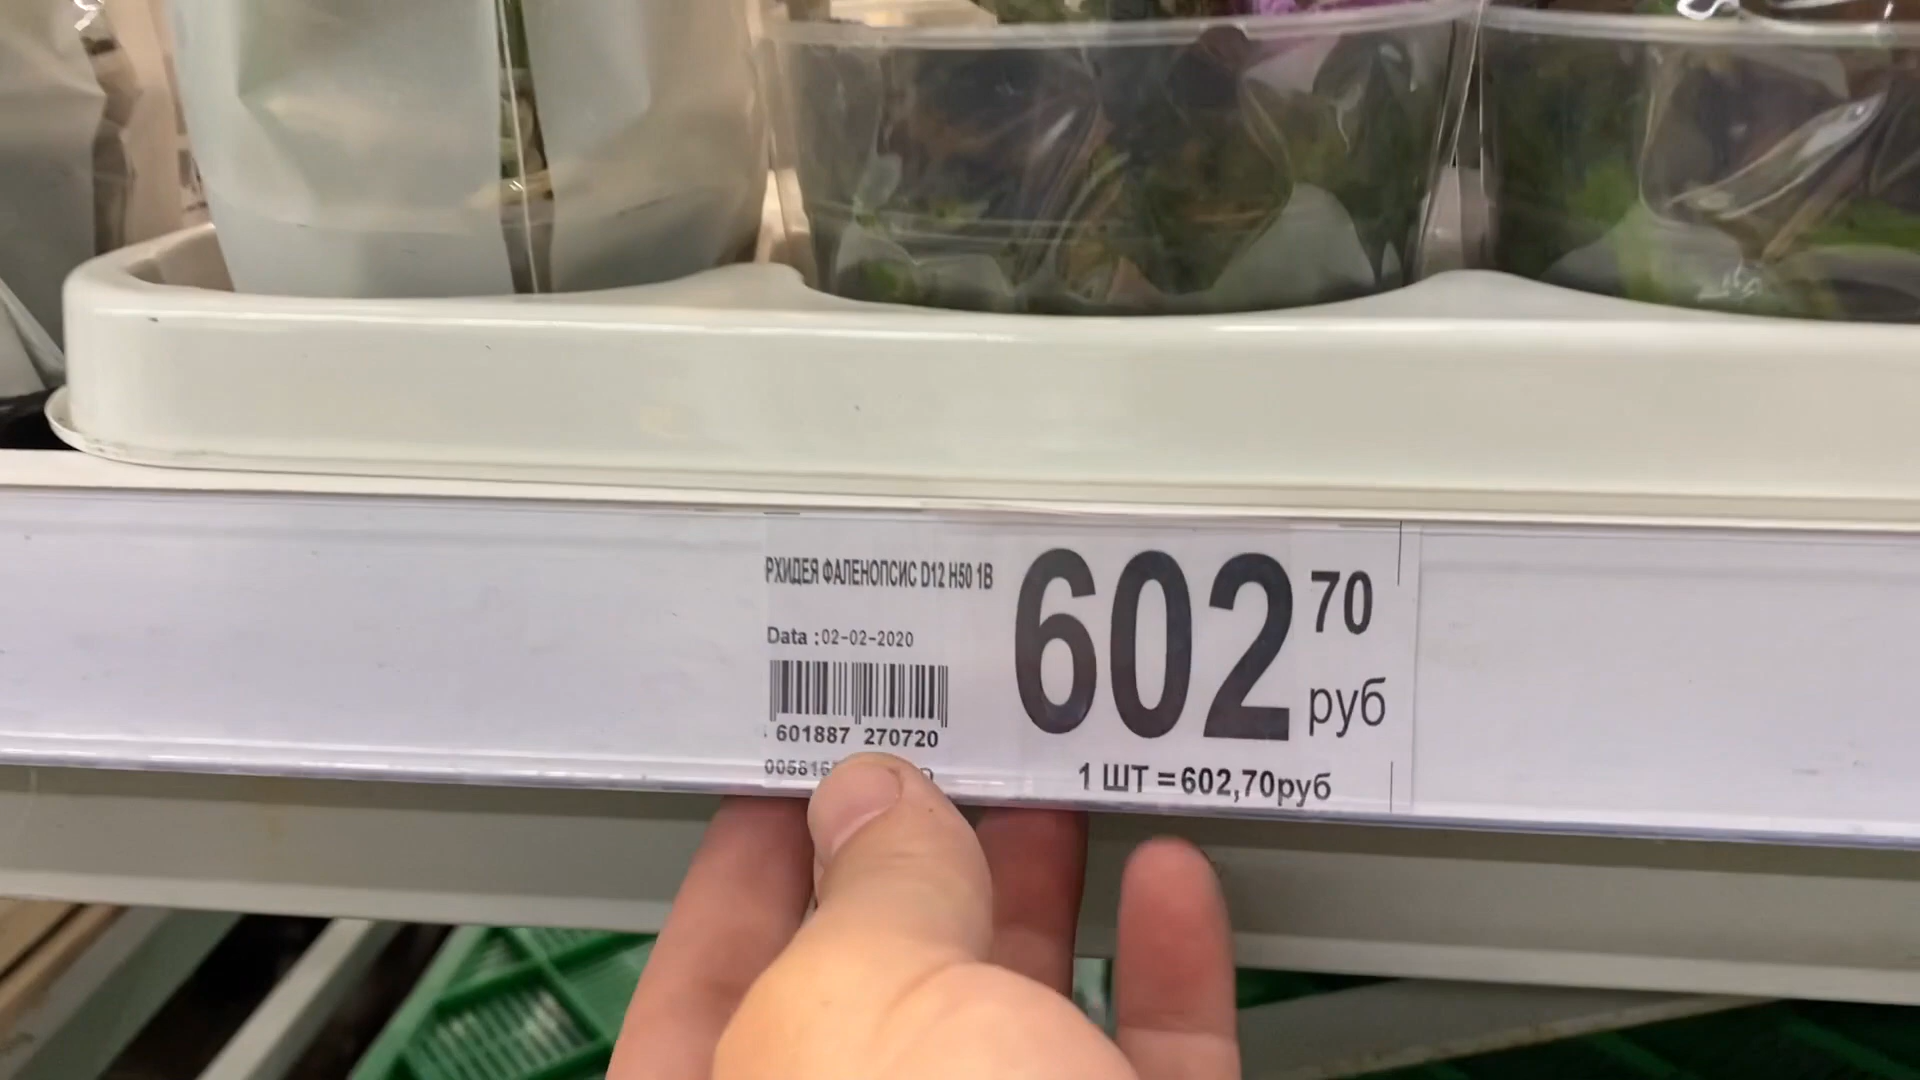 РХИДЕЯ ФАЛЕНОПСИС D12 H50 1В
Data : 02-02-2020
601887 270720
602 70
руб
1 ШТ = 602,70руб